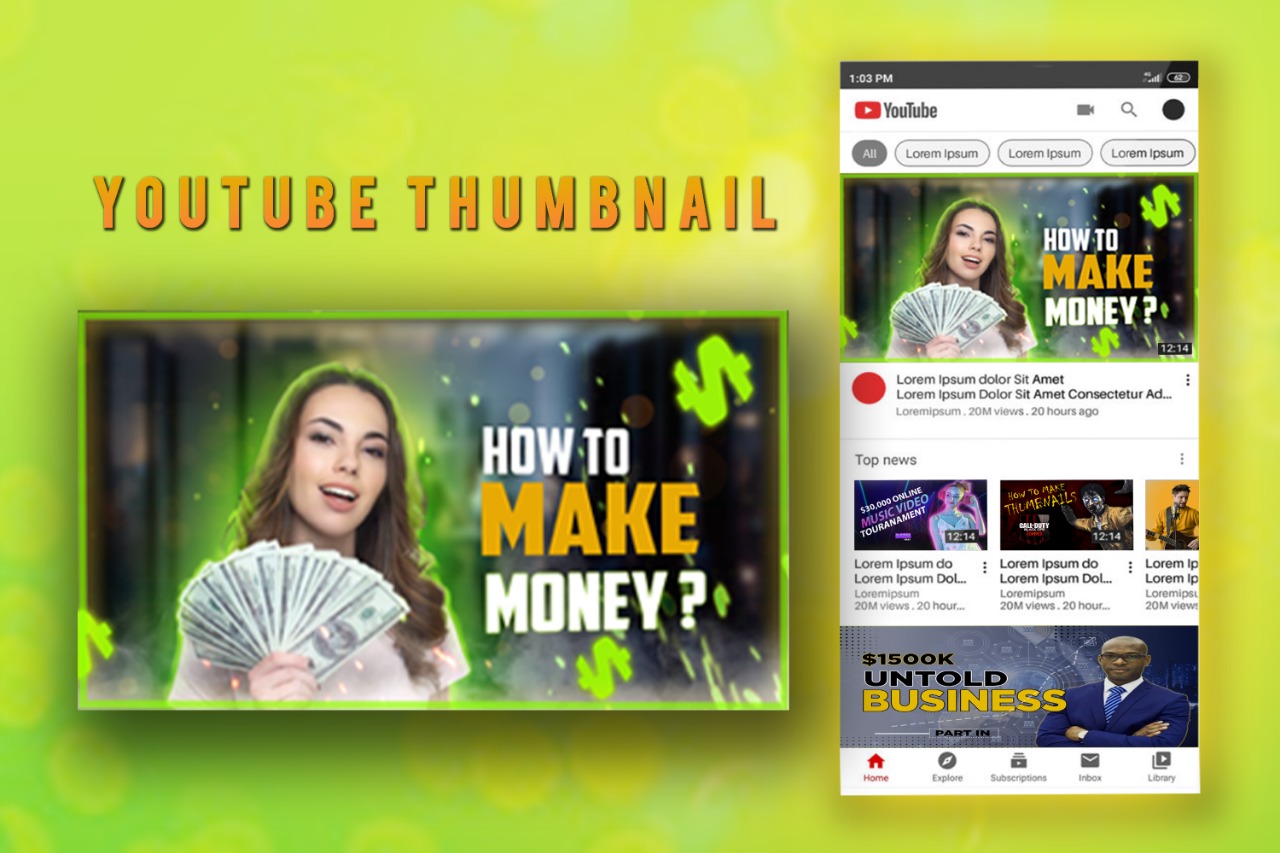 YOUTUBE THUMBNAIL
HOW TO
MAKE
MONEY ?
1:03 PM
4G
62
YouTube
All
Lorem Ipsum
Lorem Ipsum
Lorem Ipsum
HOW TO
MAKE
MONEY ?
12:14
Lorem Ipsum dolor Sit Amet
Lorem Ipsum Dolor Sit Amet Consectetur Ad...
Loremipsum . 20M views . 20 hours ago
Top news
$30,000 ONLINE
MUSIC VIDEO
TOURANAMENT
12:14
HOW TO MAKE
THUMBNAILS
CALL OF DUTY
12:14
Lorem Ipsum do
Lorem Ipsum Dol...
Loremipsum
20M views . 20 hour...
Lorem Ipsum do
Lorem Ipsum Dol...
Loremipsum
20M views . 20 hour...
Lorem Ip
Lorem Ip
Loremipsu
20M views
$1500K
UNTOLD
BUSINESS
PART IN
Home
Explore
Subscriptions
Inbox
Library